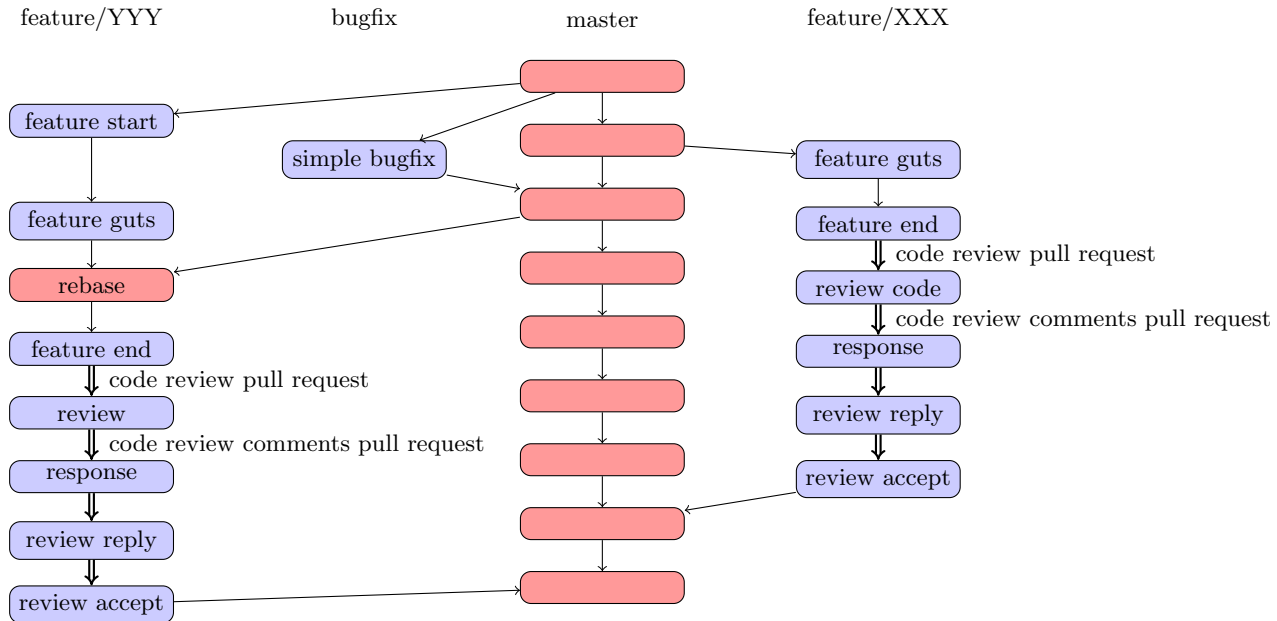 feature/YYY
bugfix
master
feature/XXX
feature start
simple bugfix
feature guts
feature guts
feature end
code review pull request
rebase
review code
code review comments pull request
feature end
response
code review pull request
review
review reply
code review comments pull request
response
review accept
review reply
review accept